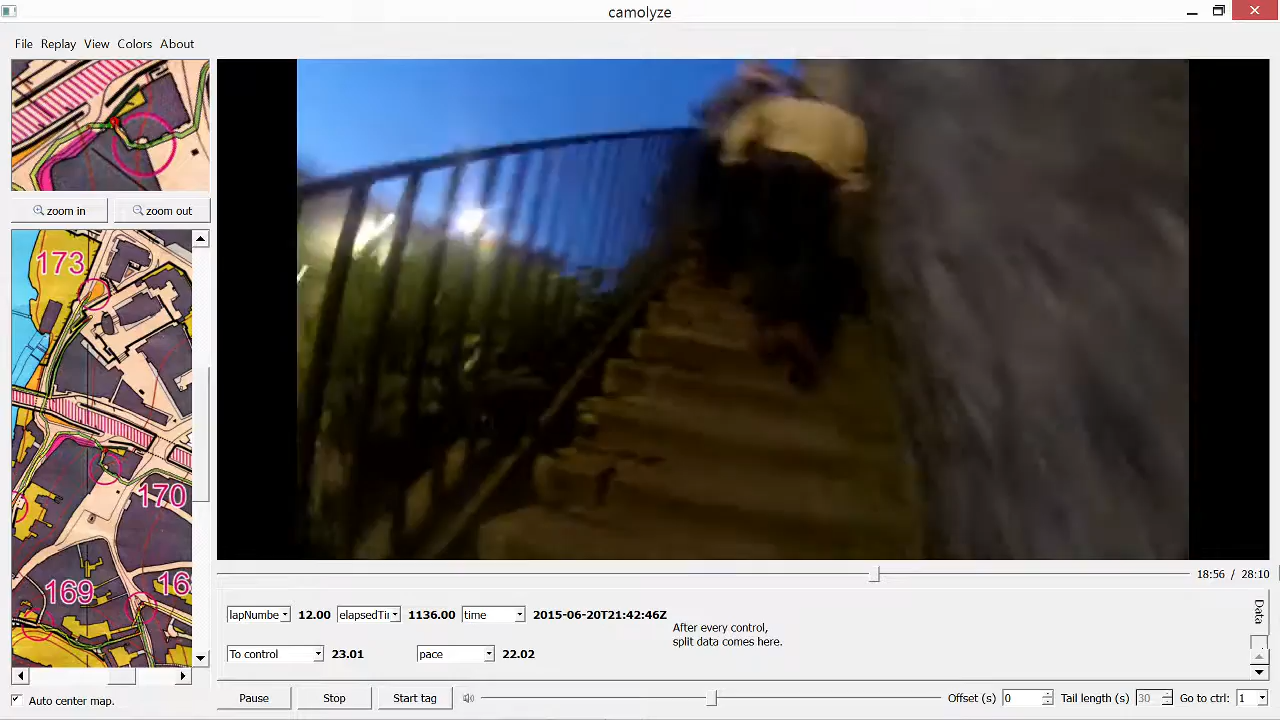 camolyze
File Replay View Colors About
zoom in zoom out
173
170
169
lapNumbe 12.00 elapsedTi 1136.00 time 2015-06-20T21:42:46Z
After every control,
split data comes here.
To control 23.01 pace 22.02
18:56 / 28:10
Data
Auto center map.
Pause Stop Start tag Offset (s) 0 Tail length (s) 30 Go to ctrl: 1